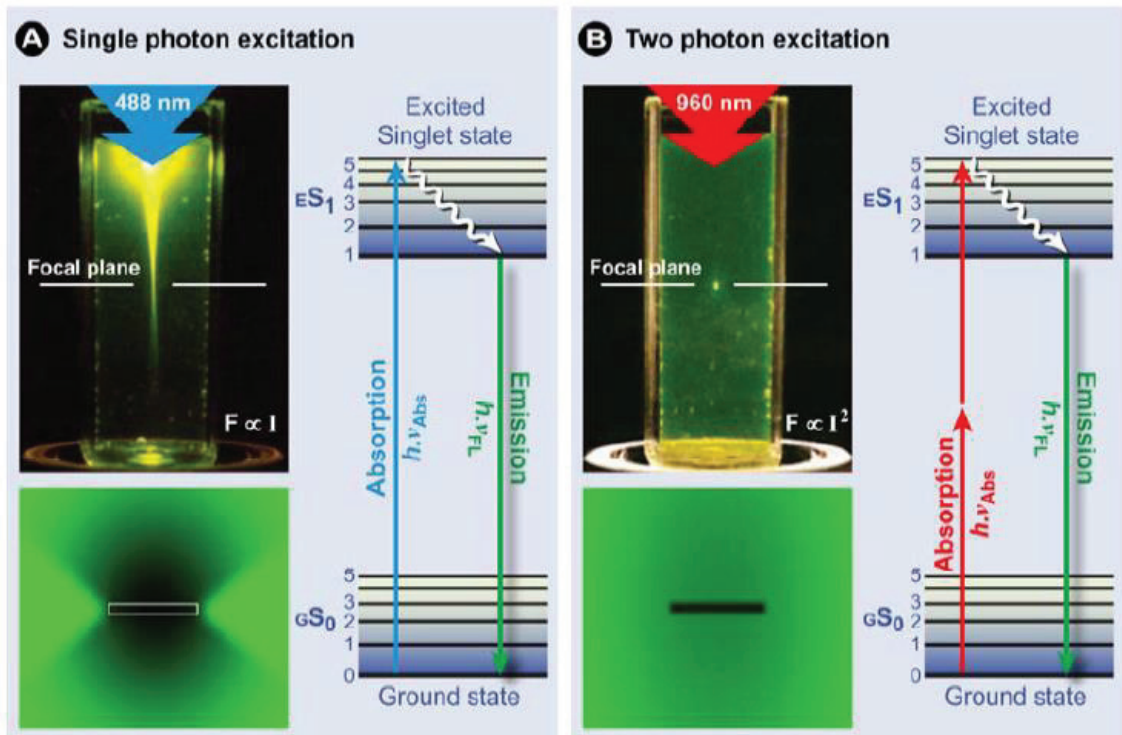 A Single photon excitation
488 nm
Focal plane
F ∝ I
Excited
Singlet state
5
4
3
2
1
ES1
Absorption
h.νAbs
Emission
h.νFL
5
3
2
1
0
GS0
Ground state
B Two photon excitation
960 nm
Focal plane
F ∝ I²
Excited
Singlet state
5
4
3
2
1
ES1
Absorption
h.νAbs
Emission
h.νFL
5
3
2
1
0
GS0
Ground state